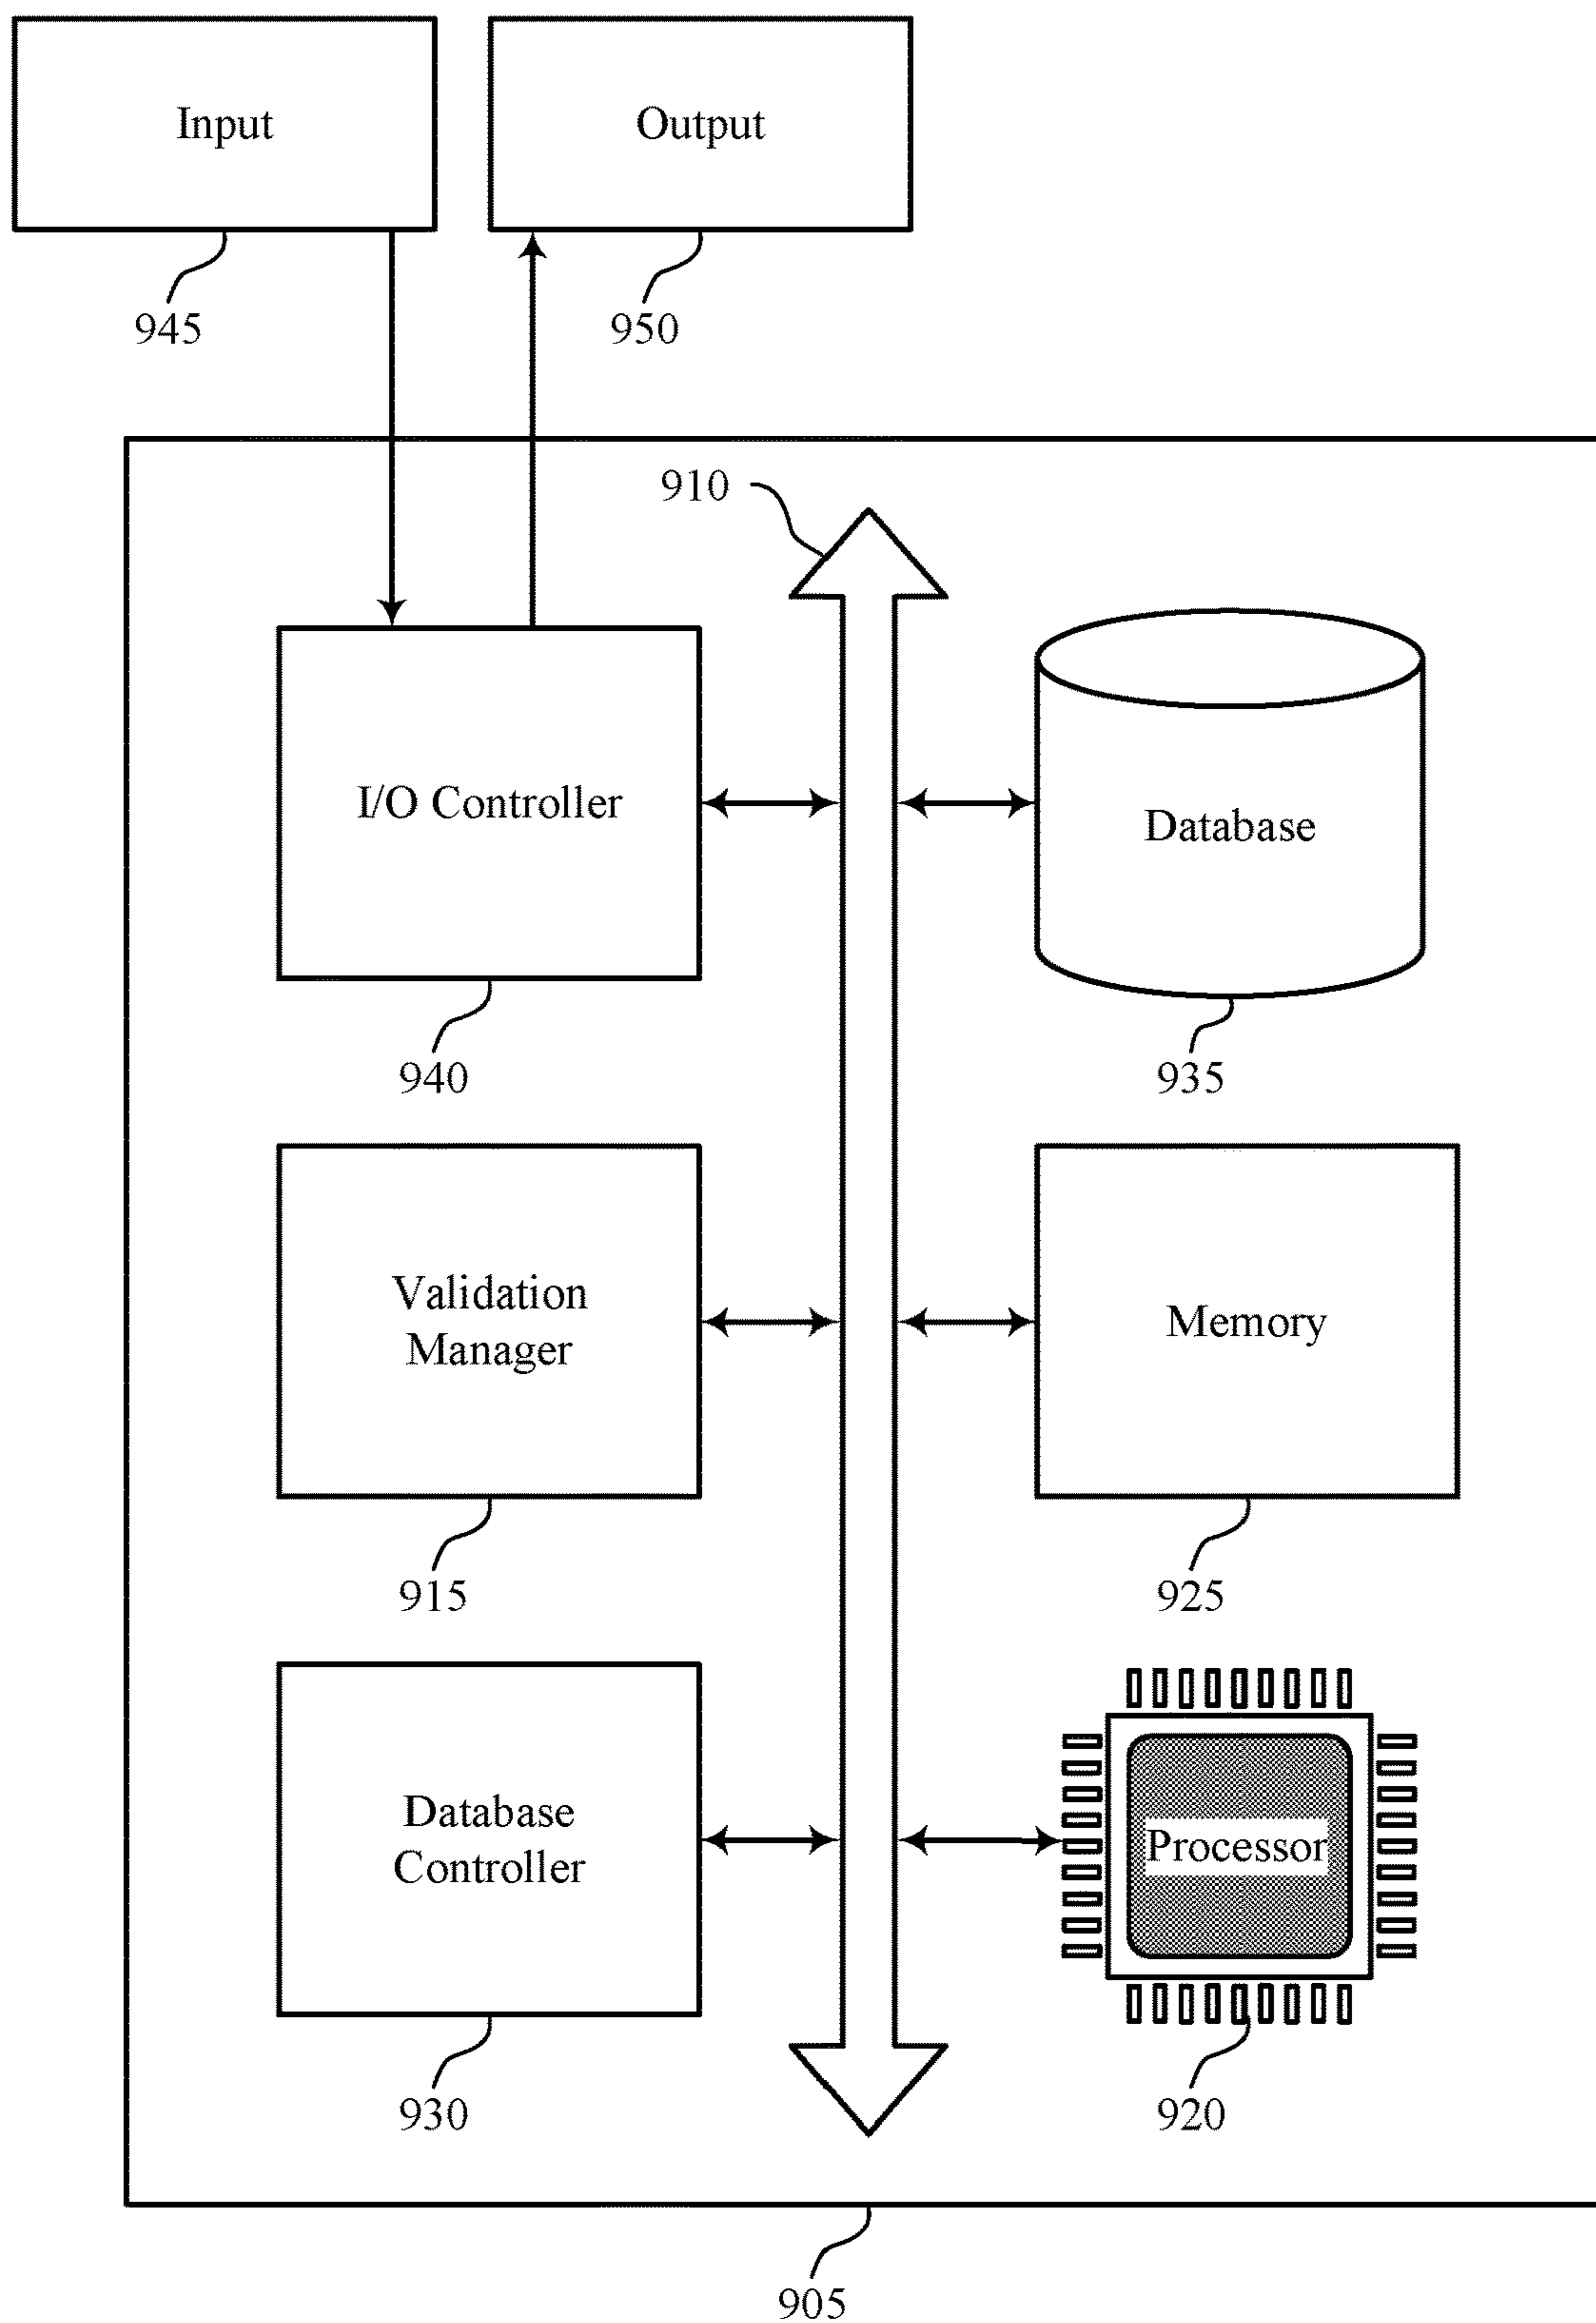 Input
Output
945
950
910
I/O Controller
Database
940
935
Validation
Manager
Memory
915
925
Database
Controller
Processor
930
920
905